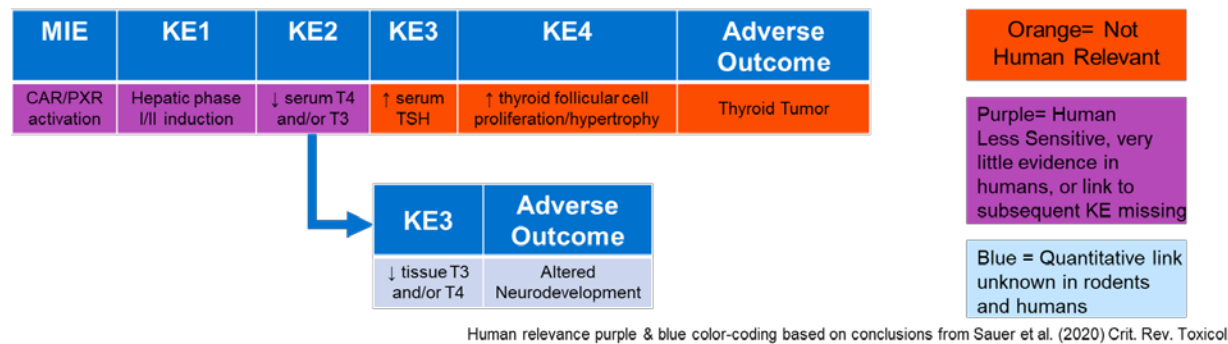 MIE KE1 KE2 KE3 KE4 Adverse
Outcome
CAR/PXR
activation
Hepatic phase
I/II induction
↓ serum T4
and/or T3
↑ serum
TSH
↑ thyroid follicular cell
proliferation/hypertrophy
Thyroid Tumor
KE3
Adverse
Outcome
↓ tissue T3
and/or T4
Altered
Neurodevelopment
Orange= Not
Human Relevant
Purple= Human
Less Sensitive, very
little evidence in
humans, or link to
subsequent KE missing
Blue = Quantitative link
unknown in rodents
and humans
Human relevance purple & blue color-coding based on conclusions from Sauer et al. (2020) Crit. Rev. Toxicol